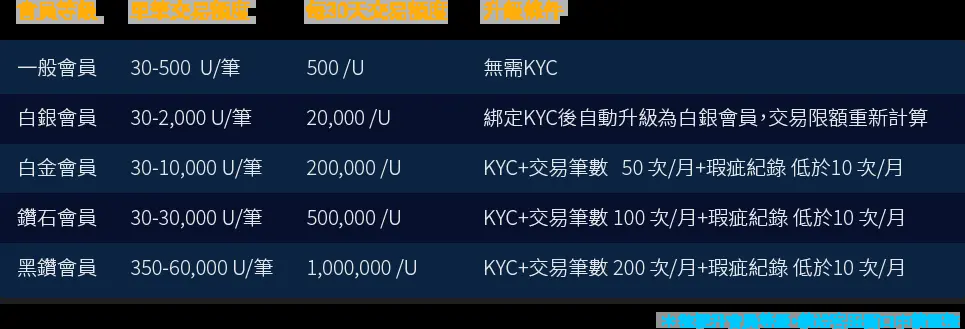 會員等級 單筆交易額度 每30天交易額度 升級條件
一般會員 30-500 U/筆 500 /U 無需KYC
白銀會員 30-2,000 U/筆 20,000 /U 綁定KYC後自動升級為白銀會員，交易限額重新計算
白金會員 30-10,000 U/筆 200,000 /U KYC+交易筆數 50 次/月+瑕疵紀錄 低於10 次/月
鑽石會員 30-30,000 U/筆 500,000 /U KYC+交易筆數 100 次/月+瑕疵紀錄 低於10 次/月
黑鑽會員 350-60,000 U/筆 1,000,000 /U KYC+交易筆數 200 次/月+瑕疵紀錄 低於10 次/月